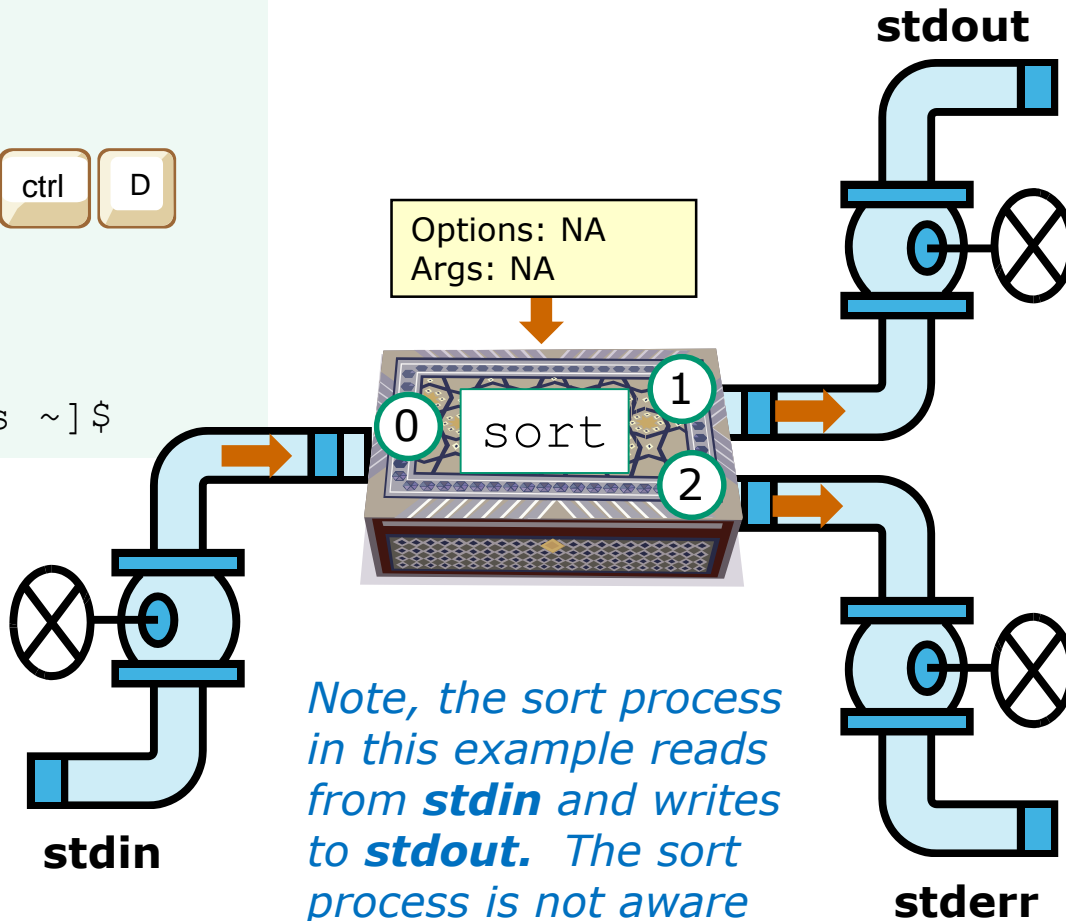 stdout
ctrl D
Options: NA
Args: NA
s ~]$
0
sort
1
2
stdin
Note, the sort process
in this example reads
from stdin and writes
to stdout. The sort
process is not aware
stderr